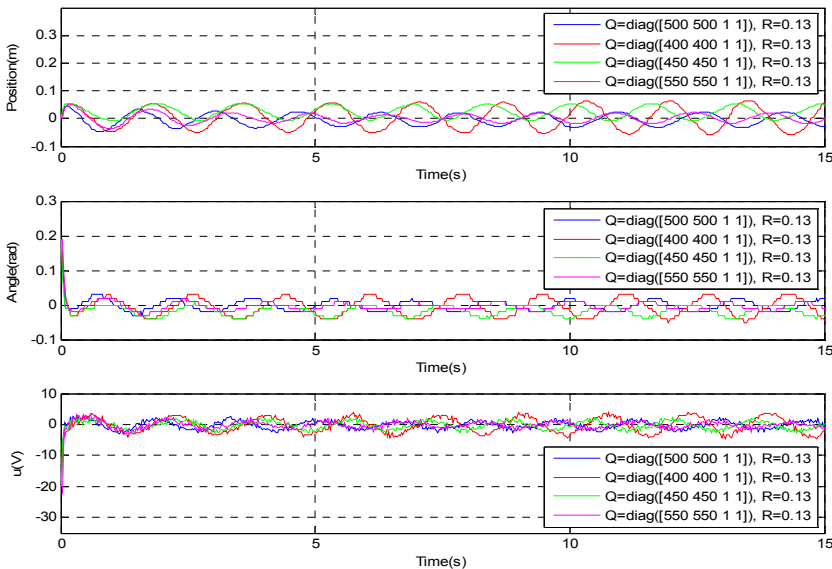 0.3
0.2
0.1
0
-0.1
Position(m)
Q=diag([500 500 1 1]), R=0.13
Q=diag([400 400 1 1]), R=0.13
Q=diag([450 450 1 1]), R=0.13
Q=diag([550 550 1 1]), R=0.13
0 5 10 15
Time(s)
0.3
0.2
0.1
0
-0.1
Angle(rad)
Q=diag([500 500 1 1]), R=0.13
Q=diag([400 400 1 1]), R=0.13
Q=diag([450 450 1 1]), R=0.13
Q=diag([550 550 1 1]), R=0.13
0 5 10 15
Time(s)
10
0
-10
-20
-30
u(V)
Q=diag([500 500 1 1]), R=0.13
Q=diag([400 400 1 1]), R=0.13
Q=diag([450 450 1 1]), R=0.13
Q=diag([550 550 1 1]), R=0.13
0 5 10 15
Time(s)